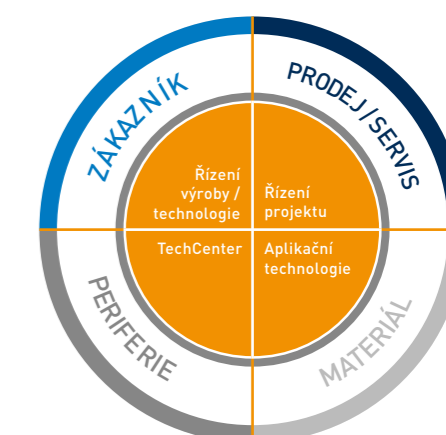 ZÁKAZNÍK
PRODEJ/SERVIS
Řízení
výroby /
technologie
Řízení
projektu
TechCenter
Aplikační
technologie
PERIFERIE
MATERIÁL